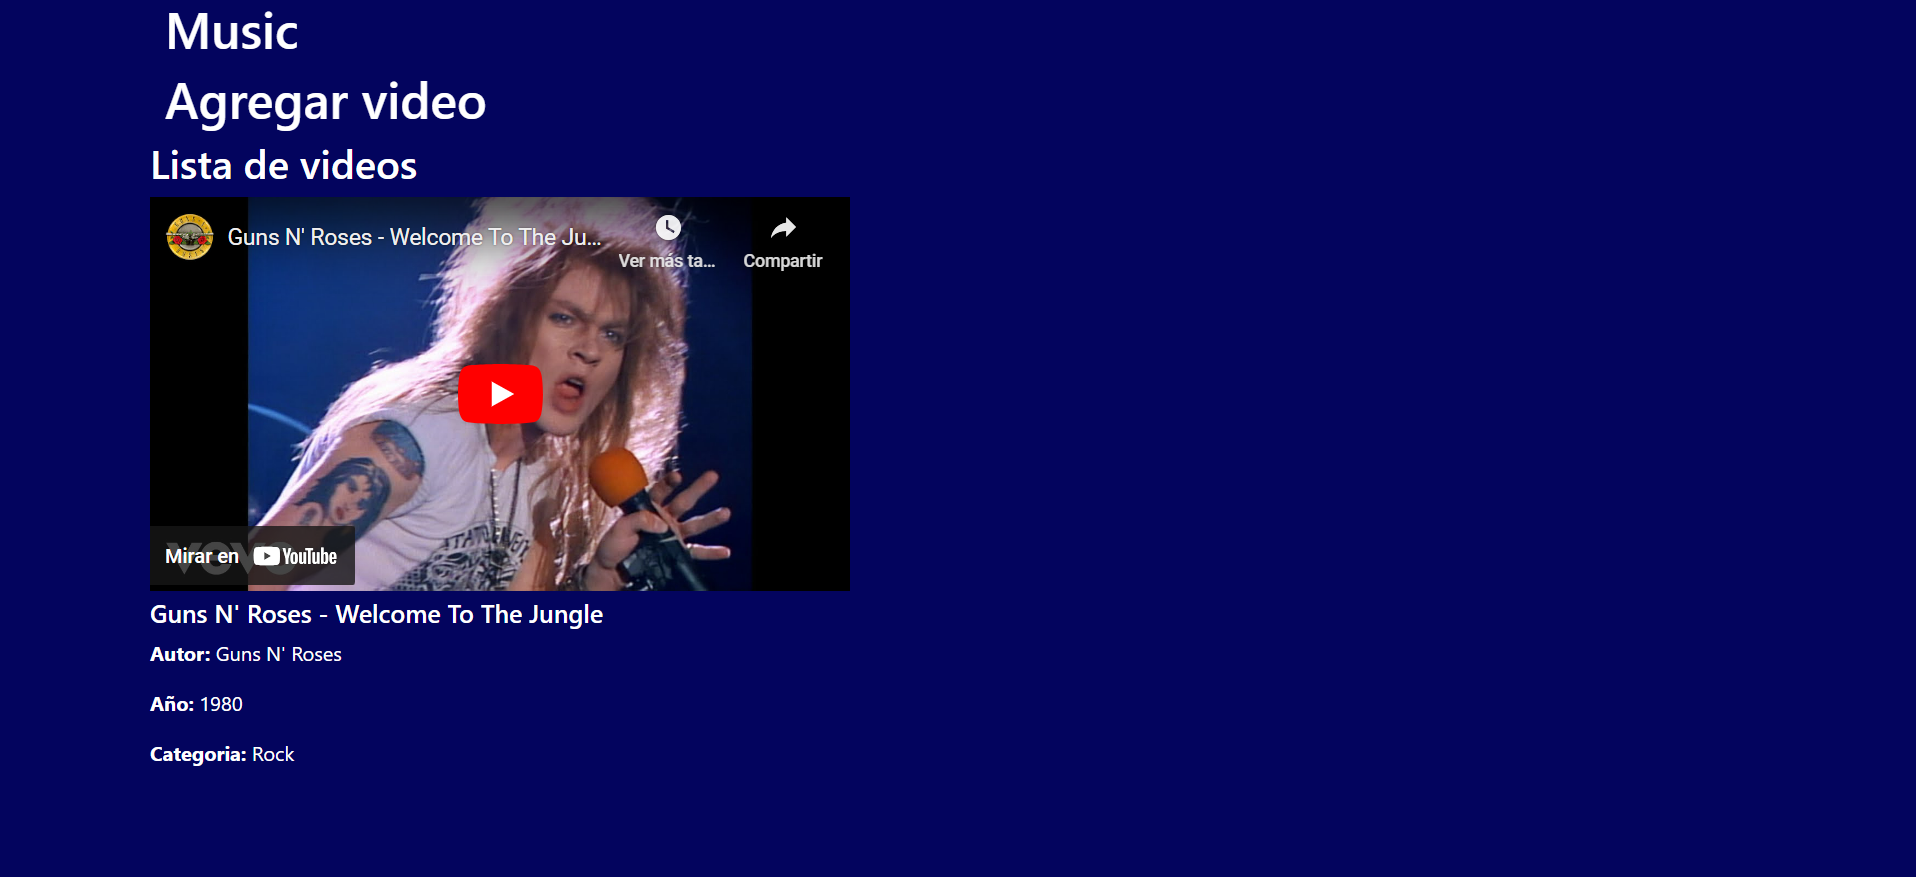 Music
Agregar video
Lista de videos
Guns N' Roses - Welcome To The Ju...
Ver más ta...
Compartir
vevo
Mirar en YouTube
Guns N' Roses - Welcome To The Jungle
Autor: Guns N' Roses
Año: 1980
Categoria: Rock